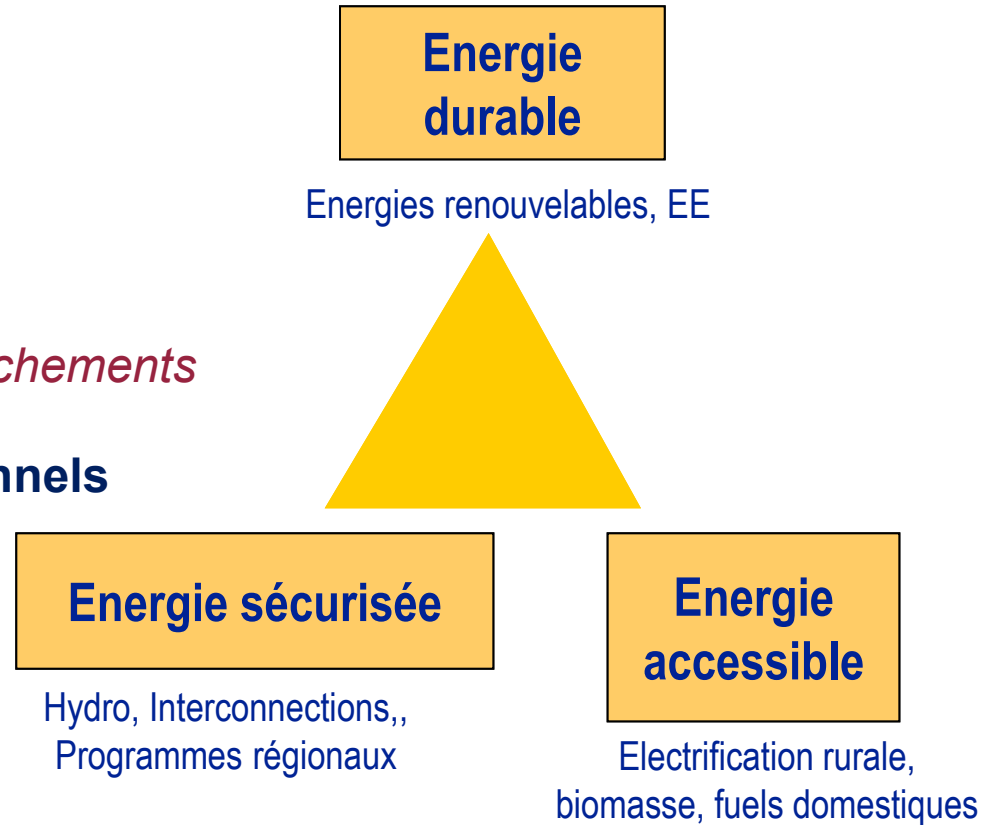 Energie
durable
Energies renouvelables, EE
chements
nnels
Energie sécurisée
Hydro, Interconnections,,
Programmes régionaux
Energie
accessible
Electrification rurale,
biomasse, fuels domestiques